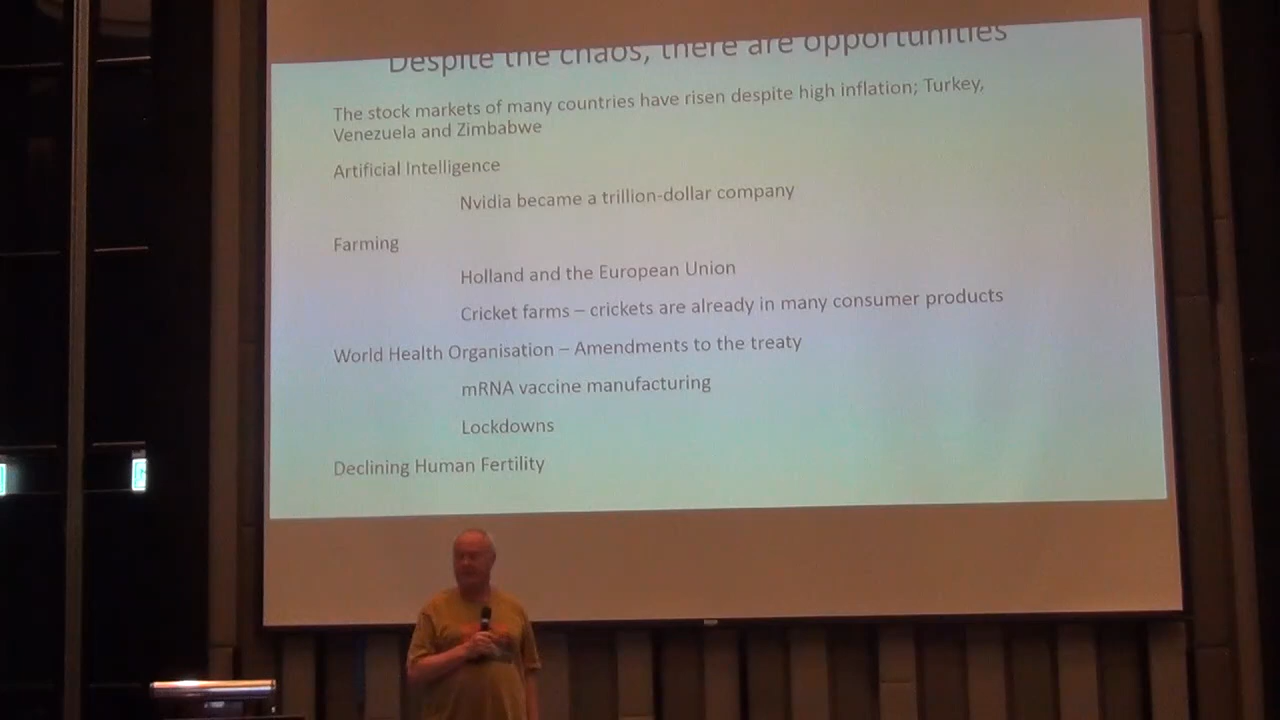 Despite the chaos, there are opportunities
The stock markets of many countries have risen despite high inflation; Turkey,
Venezuela and Zimbabwe
Artificial Intelligence
Nvidia became a trillion-dollar company
Farming
Holland and the European Union
Cricket farms – crickets are already in many consumer products
World Health Organisation – Amendments to the treaty
mRNA vaccine manufacturing
Lockdowns
Declining Human Fertility